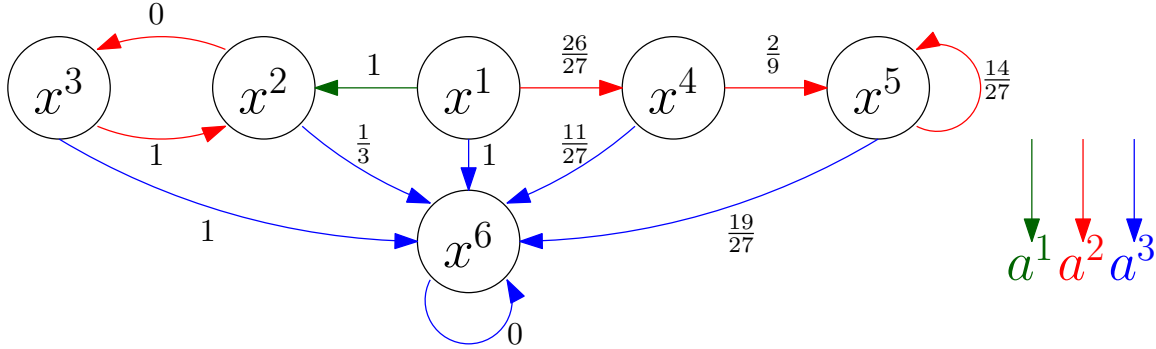 0
1
26/27
2/9
14/27
x^3
x^2
x^1
x^4
x^5
1
1/3
1
11/27
1
19/27
x^6
a^1 a^2 a^3
0